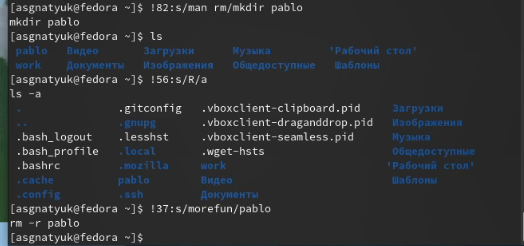 [asgnatyuk@fedora ~]$ !82:s/man rm/mkdir pablo
mkdir pablo
[asgnatyuk@fedora ~]$ ls
pablo Видео Загрузки Музыка 'Рабочий стол'
work Документы Изображения Общедоступные Шаблоны
[asgnatyuk@fedora ~]$ !56:s/R/a
ls -a
. .gitconfig .vboxclient-clipboard.pid Загрузки
.. .gnupg .vboxclient-draganddrop.pid Изображения
.bash_logout .lesshst .vboxclient-seamless.pid Музыка
.bash_profile .local .wget-hsts Общедоступные
.bashrc .mozilla work 'Рабочий стол'
.cache pablo Видео Шаблоны
.config .ssh Документы
[asgnatyuk@fedora ~]$ !37:s/morefun/pablo
rm -r pablo
[asgnatyuk@fedora ~]$